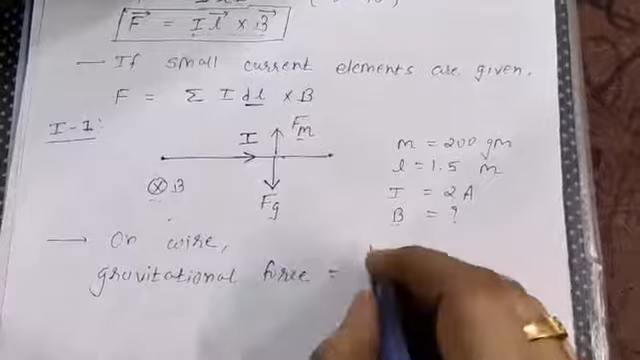 F = I l × B
— If small current elements are given.
F = Σ I dl × B
I-1:
I Fm
m = 200 gm
l = 1.5 m
⊗ B
I = 2 A
Fg
B = ?
— On wire,
gravitational force =